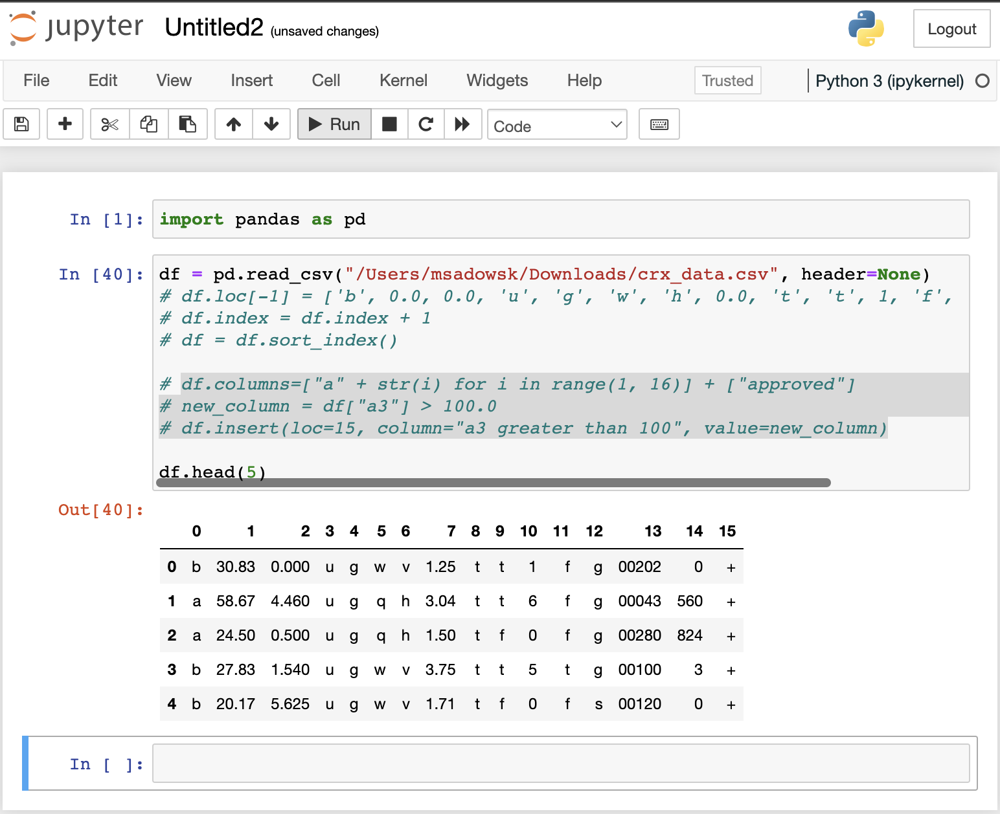 jupyter Untitled2 (unsaved changes) Logout
File Edit View Insert Cell Kernel Widgets Help Trusted Python 3 (ipykernel)
Run Code
In [1]: import pandas as pd
In [40]: df = pd.read_csv("/Users/msadowsk/Downloads/crx_data.csv", header=None)
# df.loc[-1] = ['b', 0.0, 0.0, 'u', 'g', 'w', 'h', 0.0, 't', 't', 1, 'f',
# df.index = df.index + 1
# df = df.sort_index()
# df.columns=["a" + str(i) for i in range(1, 16)] + ["approved"]
# new_column = df["a3"] > 100.0
# df.insert(loc=15, column="a3 greater than 100", value=new_column)
df.head(5)
Out[40]:
0 1 2 3 4 5 6 7 8 9 10 11 12 13 14 15
0 b 30.83 0.000 u g w v 1.25 t t 1 f g 00202 0 +
1 a 58.67 4.460 u g q h 3.04 t t 6 f g 00043 560 +
2 a 24.50 0.500 u g q h 1.50 t f 0 f g 00280 824 +
3 b 27.83 1.540 u g w v 3.75 t t 5 t g 00100 3 +
4 b 20.17 5.625 u g w v 1.71 t f 0 f s 00120 0 +
In [ ]: